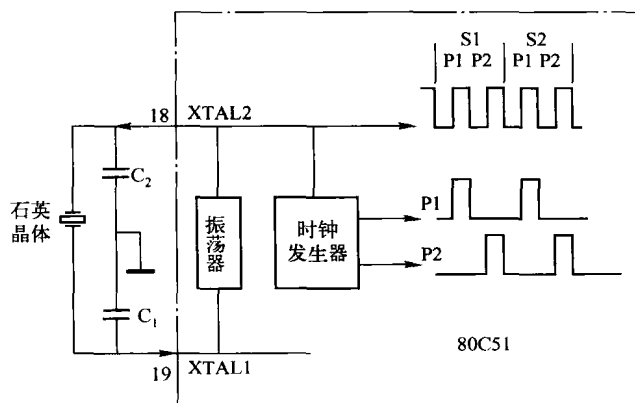 S1 S2
P1 P2 P1 P2
18 XTAL2
C2
石英
晶体
振荡器
时钟
发生器
P1
P2
C1
80C51
19 XTAL1